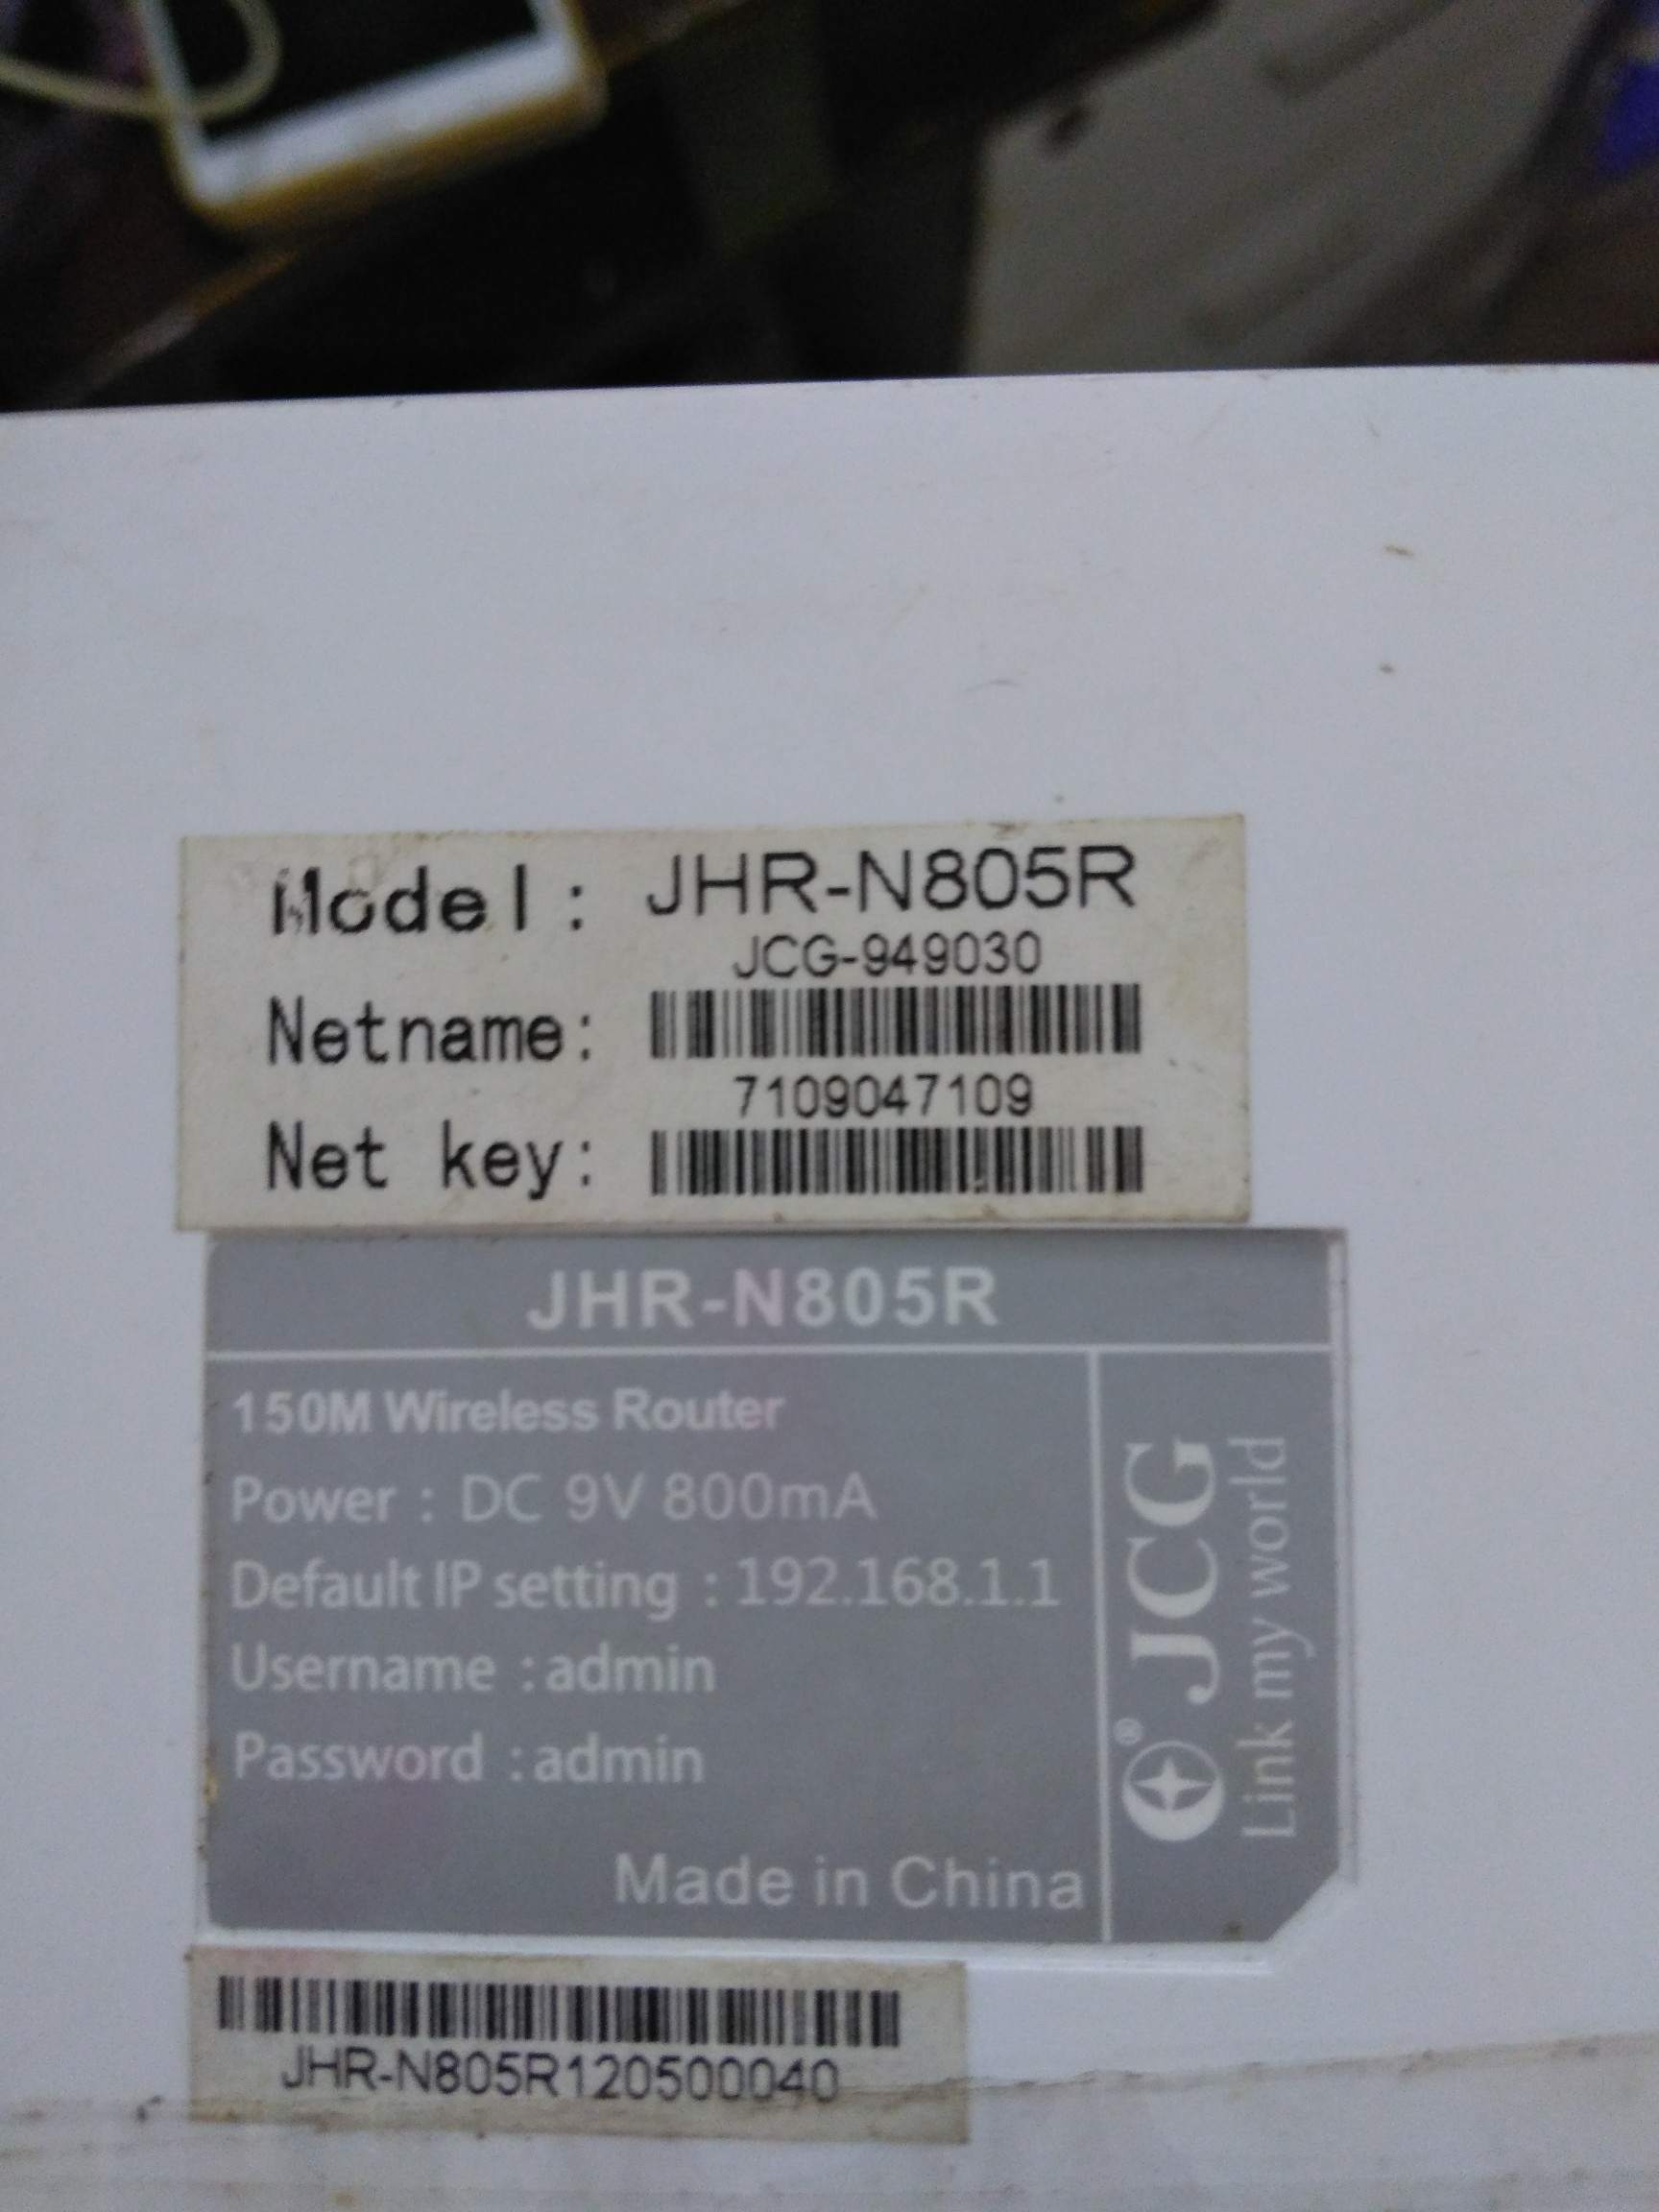 Model: JHR-N805R
JCG-949030
Netname:
7109047109
Net key:
JHR-N805R
150M Wireless Router
Power : DC 9V 800mA
Default IP setting : 192.168.1.1
Username : admin
Password : admin
Made in China
® JCG
Link my world
JHR-N805R120500040